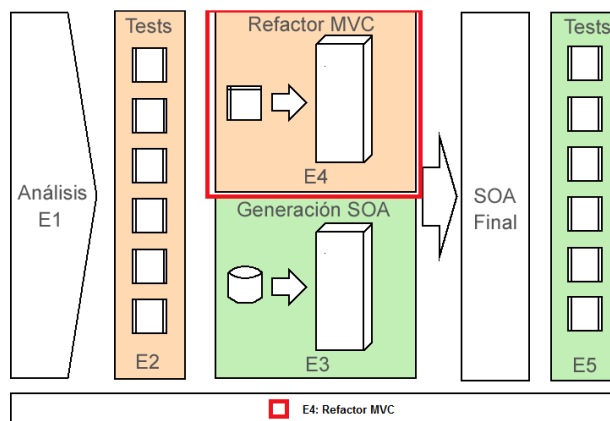 Análisis
E1
Tests
E2
Refactor MVC
E4
Generación SOA
E3
SOA
Final
Tests
E5
E4: Refactor MVC